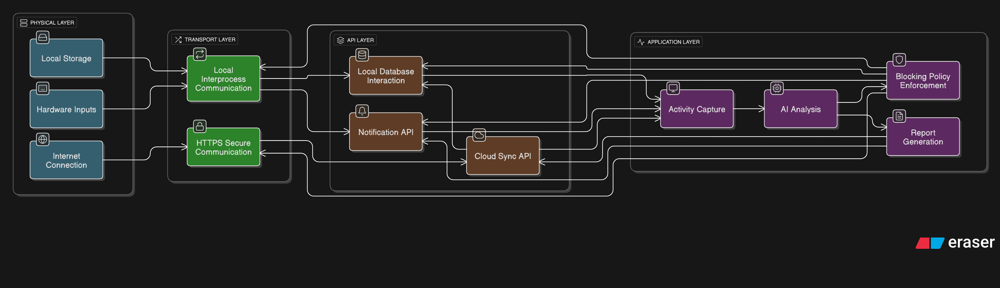 PHYSICAL LAYER
Local Storage
Hardware Inputs
Internet
Connection
TRANSPORT LAYER
Local
Interprocess
Communication
HTTPS Secure
Communication
API LAYER
Local Database
Interaction
Notification API
Cloud Sync API
APPLICATION LAYER
Activity Capture
AI Analysis
Blocking Policy
Enforcement
Report
Generation
eraser